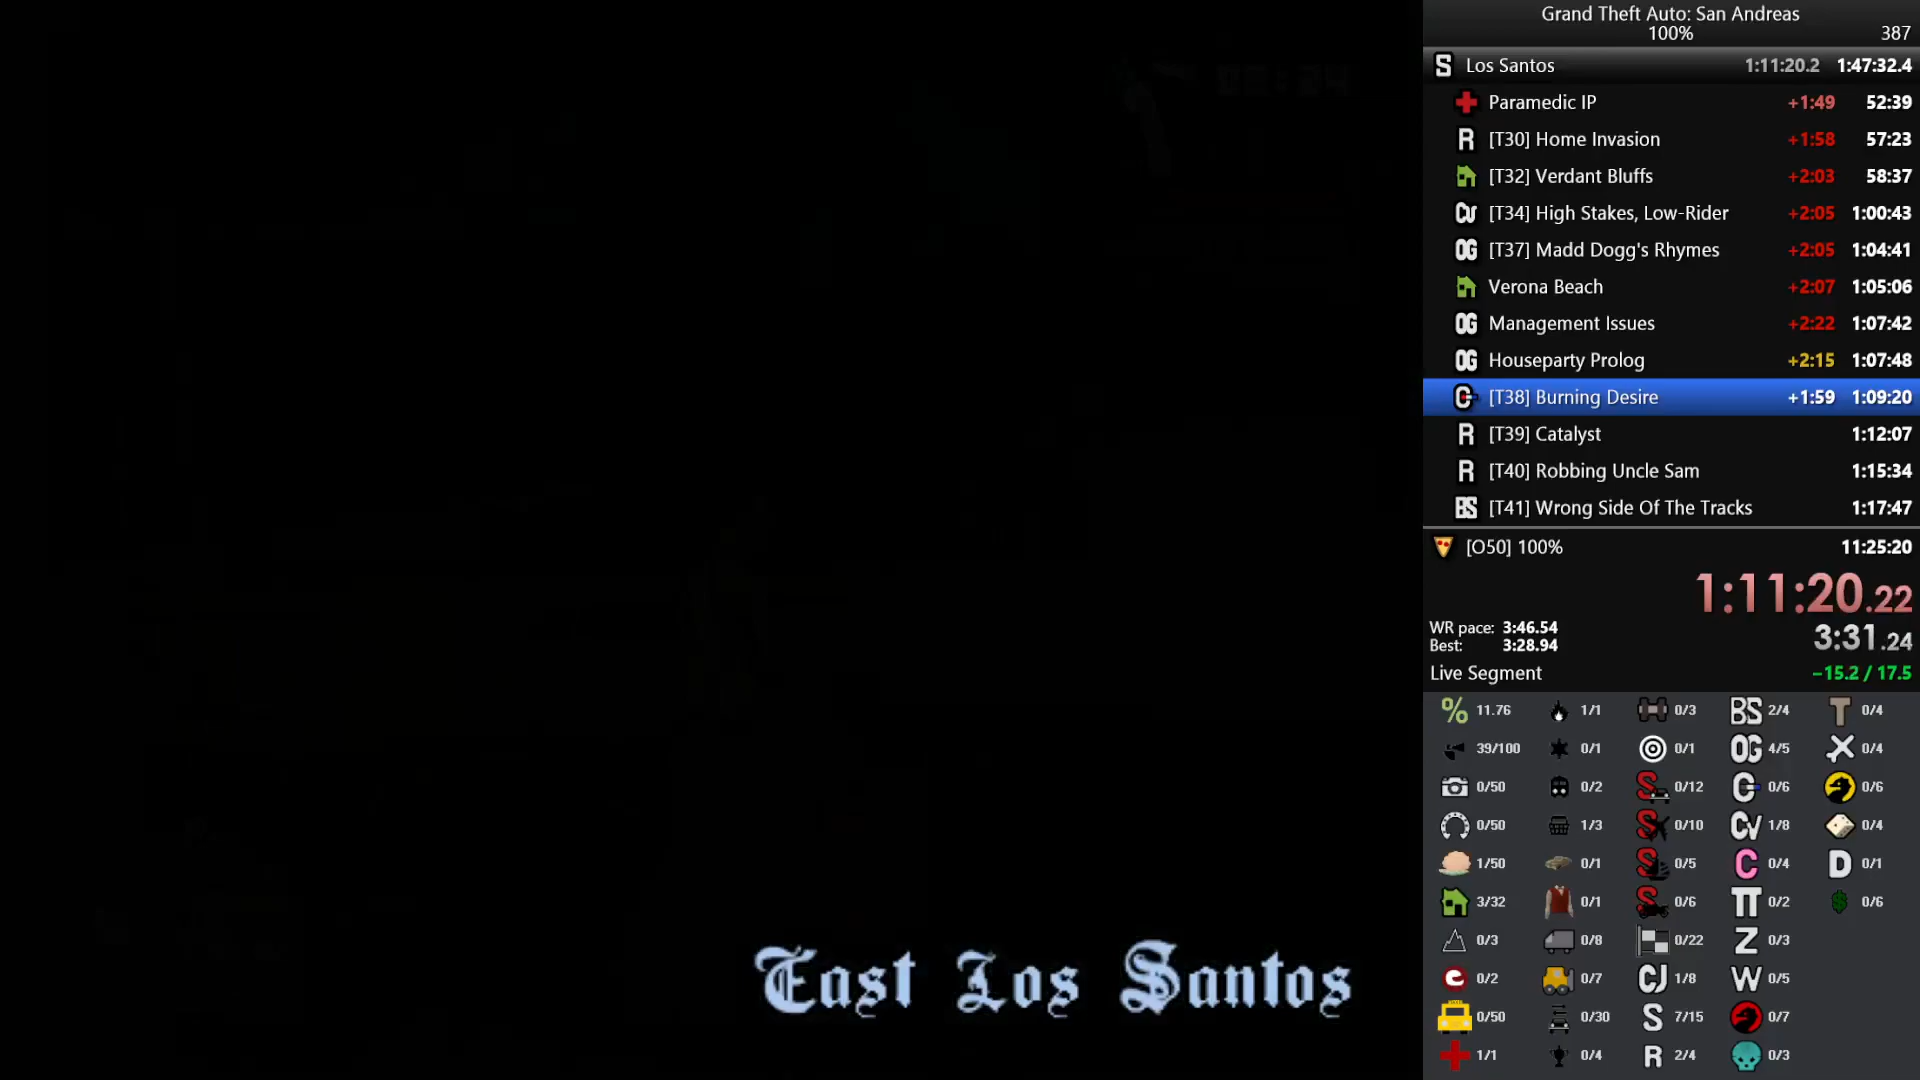 Grand Theft Auto: San Andreas
100% 387
Los Santos 1:11:20.2 1:47:32.4
Paramedic IP +1:49 52:39
[T30] Home Invasion +1:58 57:23
[T32] Verdant Bluffs +2:03 58:37
[T34] High Stakes, Low-Rider +2:05 1:00:43
[T37] Madd Dogg's Rhymes +2:05 1:04:41
Verona Beach +2:07 1:05:06
Management Issues +2:22 1:07:42
Houseparty Prolog +2:15 1:07:48
[T38] Burning Desire +1:59 1:09:20
[T39] Catalyst 1:12:07
[T40] Robbing Uncle Sam 1:15:34
[T41] Wrong Side Of The Tracks 1:17:47
[O50] 100% 11:25:20
1:11:20.22
WR pace: 3:46.54
Best: 3:28.94
3:31.24
Live Segment −15.2 / 17.5
% 11.76 1/1 0/3 BS 2/4 T 0/4
39/100 0/1 0/1 OG 4/5 0/4
0/50 0/2 S 0/12 C 0/6 0/6
0/50 1/3 S 0/10 CV 1/8 0/4
1/50 0/1 S 0/5 C 0/4 D 0/1
3/32 0/1 S 0/6 TT 0/2 $ 0/6
0/3 0/8 0/22 Z 0/3
0/2 0/7 CJ 1/8 W 0/5
0/50 0/30 S 7/15 0/7
1/1 0/4 R 2/4 0/3
East Los Santos